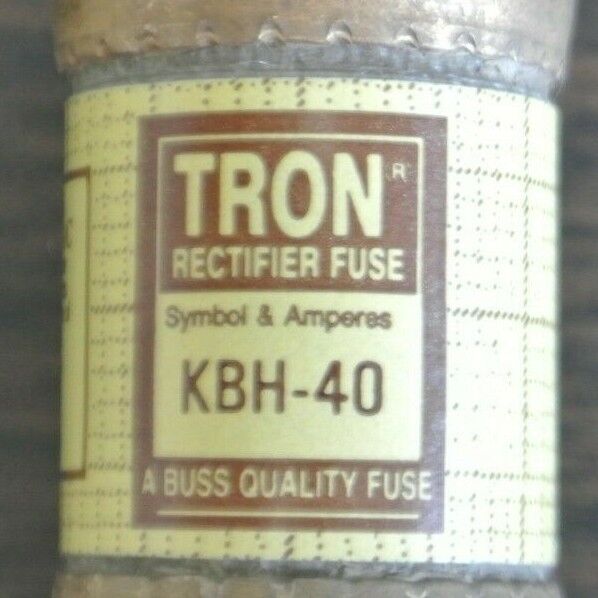 TRON®
RECTIFIER FUSE
Symbol & Amperes
KBH-40
A BUSS QUALITY FUSE